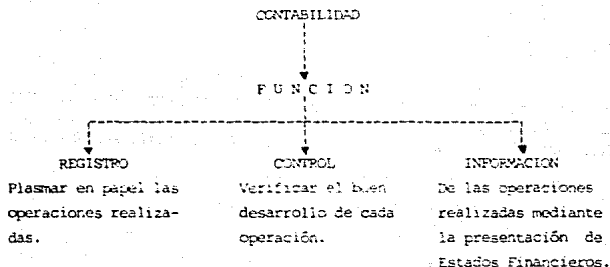 CONTABILIDAD
F U N C I O N
REGISTRO
Plasmar en papel las
operaciones realiza-
das.
CONTROL
Verificar el buen
desarrollo de cada
operación.
INFORMACION
De las operaciones
realizadas mediante
la presentación de
Estados Financieros.